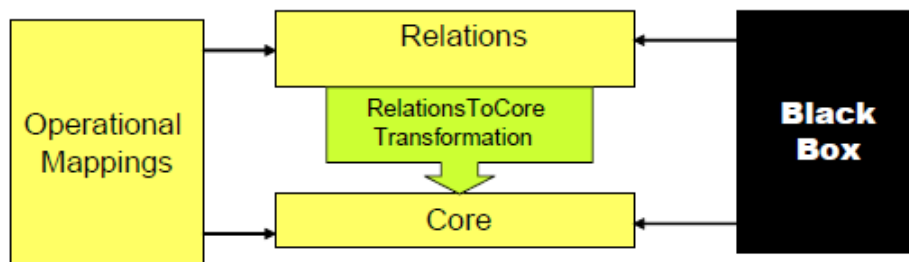 Operational
Mappings
Relations
RelationsToCore
Transformation
Core
Black
Box